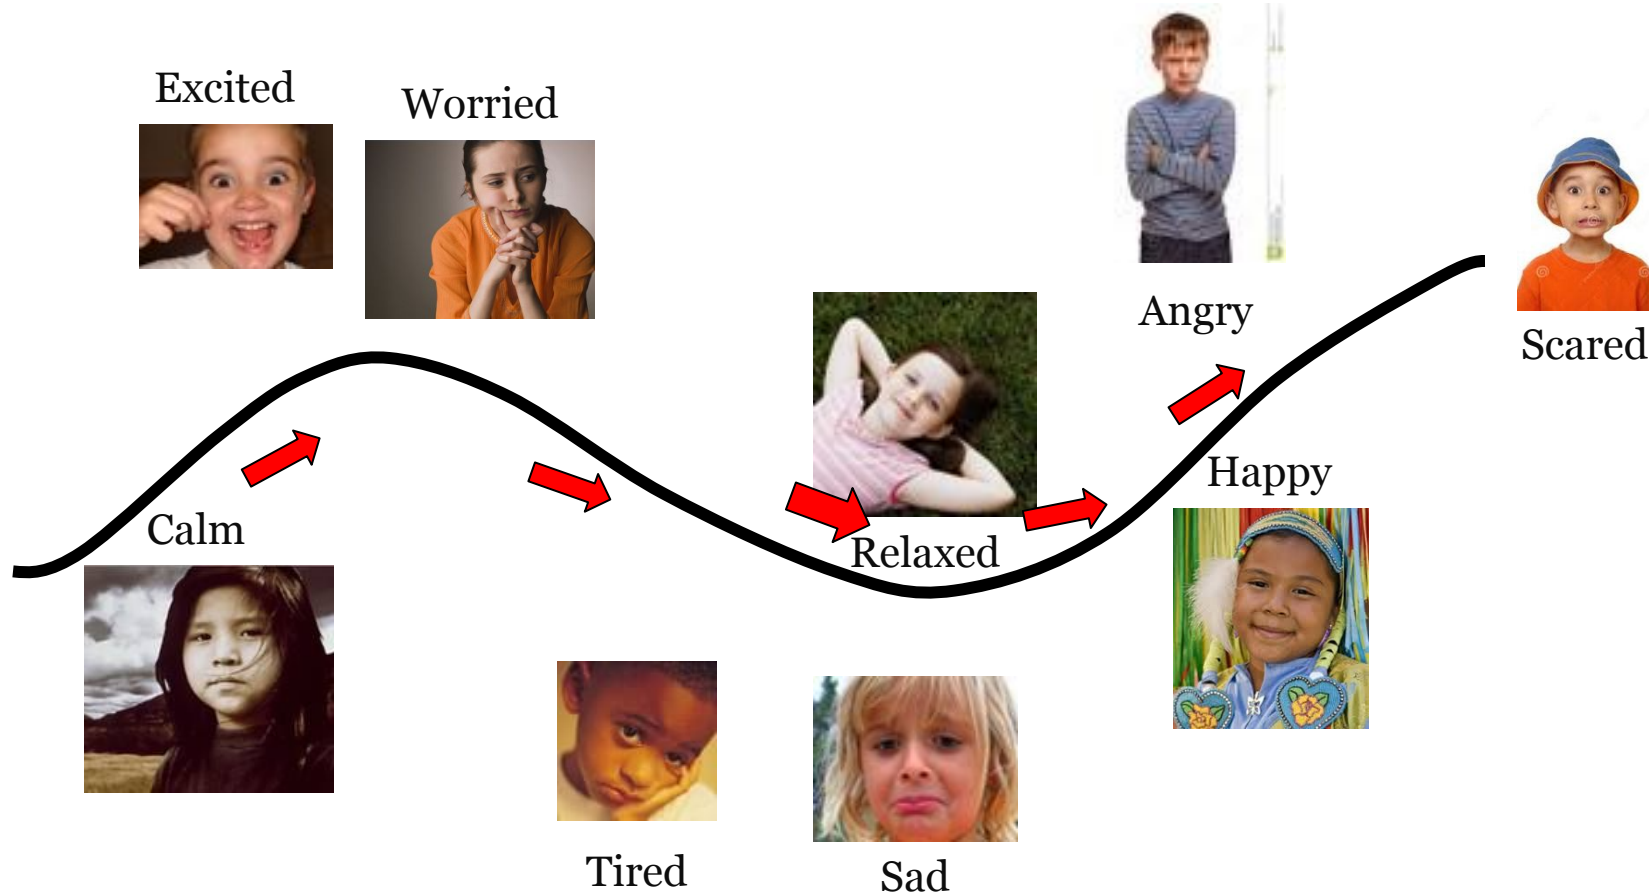 Excited
Worried
Angry
Scared
Happy
Calm
Relaxed
Tired
Sad